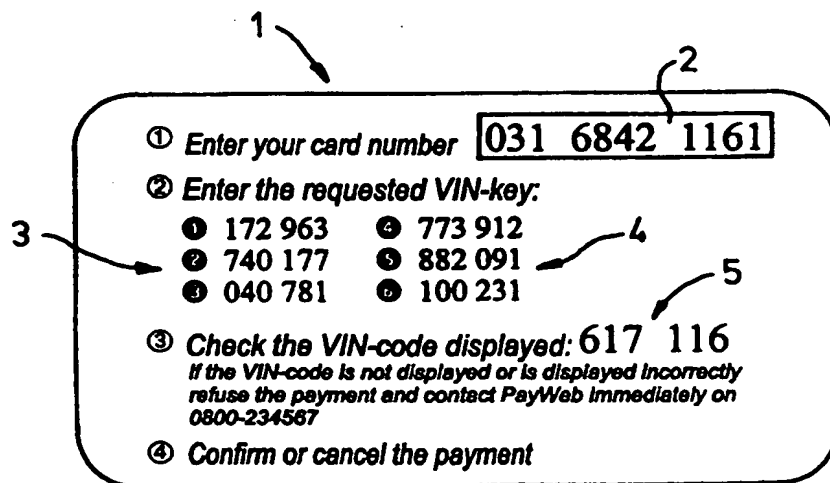 1
2
① Enter your card number 031 6842 1161
② Enter the requested VIN-key:
❶ 172 963 ❹ 773 912
3 ❷ 740 177 ❺ 882 091 4
❸ 040 781 ❻ 100 231
5
③ Check the VIN-code displayed: 617 116
If the VIN-code is not displayed or is displayed incorrectly
refuse the payment and contact PayWeb immediately on
0800-234567
④ Confirm or cancel the payment